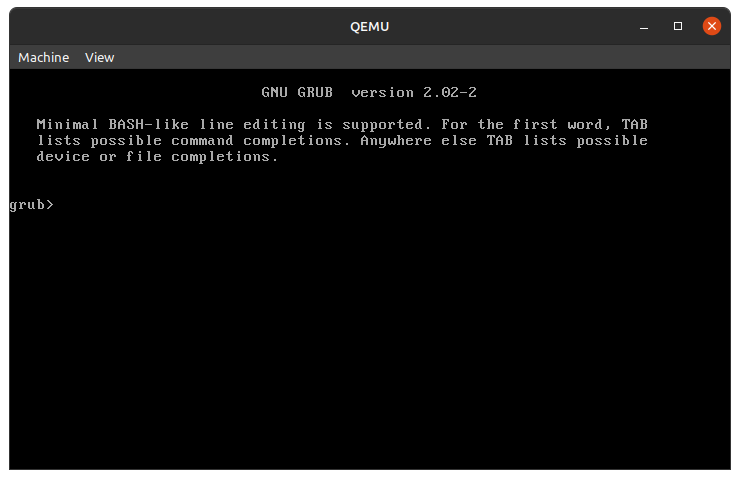 QEMU
Machine View
GNU GRUB version 2.02-2
Minimal BASH-like line editing is supported. For the first word, TAB
lists possible command completions. Anywhere else TAB lists possible
device or file completions.
grub>